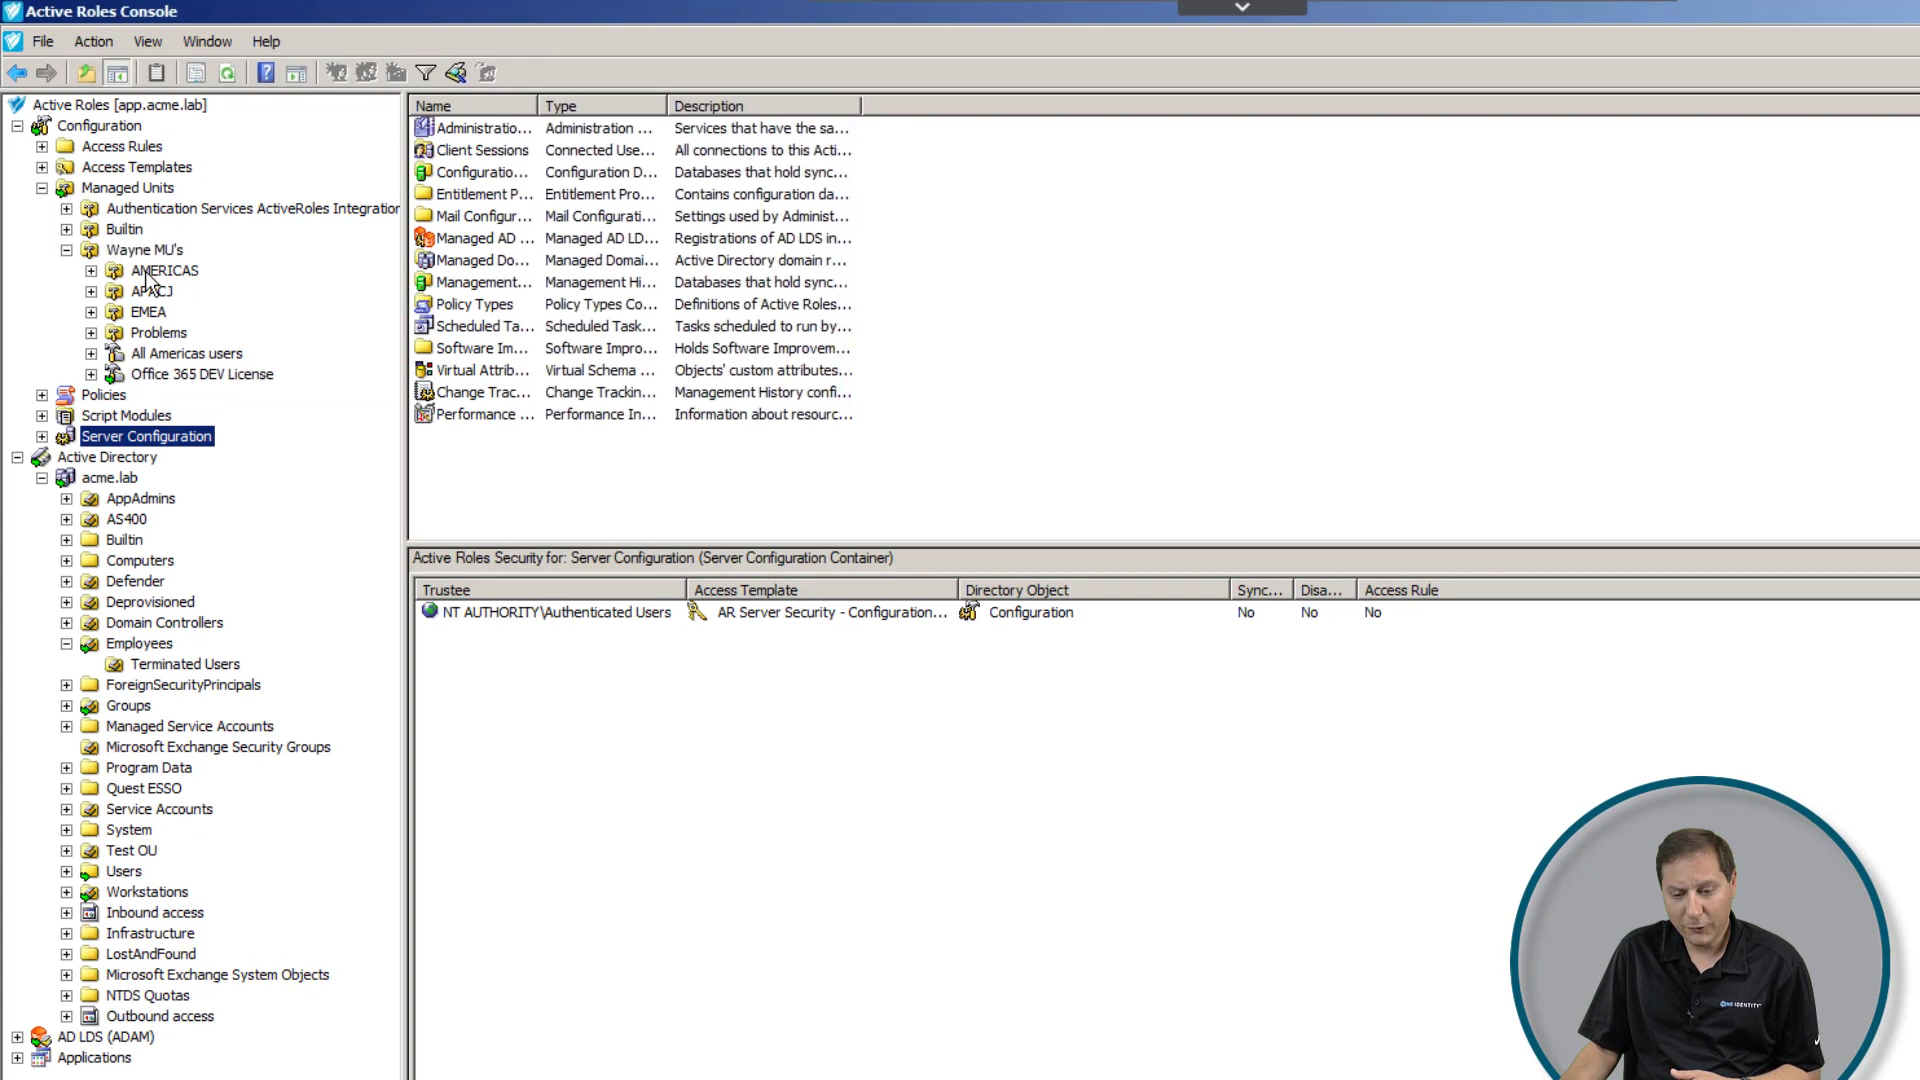 Active Roles Console
File Action View Window Help
Active Roles [app.acme.lab]
Configuration
Access Rules
Access Templates
Managed Units
Authentication Services ActiveRoles Integration
Builtin
Wayne MU's
AMERICAS
APACJ
EMEA
Problems
All Americas users
Office 365 DEV License
Policies
Script Modules
Server Configuration
Active Directory
acme.lab
AppAdmins
AS400
Builtin
Computers
Defender
Deprovisioned
Domain Controllers
Employees
Terminated Users
ForeignSecurityPrincipals
Groups
Managed Service Accounts
Microsoft Exchange Security Groups
Program Data
Quest ESSO
Service Accounts
System
Test OU
Users
Workstations
Inbound access
Infrastructure
LostAndFound
Microsoft Exchange System Objects
NTDS Quotas
Outbound access
AD LDS (ADAM)
Applications
Name Type Description
Administratio... Administration ... Services that have the sa...
Client Sessions Connected Use... All connections to this Acti...
Configuratio... Configuration D... Databases that hold sync...
Entitlement P... Entitlement Pro... Contains configuration da...
Mail Configur... Mail Configurati... Settings used by Administ...
Managed AD ... Managed AD LD... Registrations of AD LDS in...
Managed Do... Managed Domai... Active Directory domain r...
Management... Management Hi... Databases that hold sync...
Policy Types Policy Types Co... Definitions of Active Roles...
Scheduled Ta... Scheduled Task... Tasks scheduled to run by...
Software Im... Software Impro... Holds Software Improvem...
Virtual Attrib... Virtual Schema ... Objects' custom attributes...
Change Trac... Change Trackin... Management History confi...
Performance ... Performance In... Information about resourc...
Active Roles Security for: Server Configuration (Server Configuration Container)
Trustee Access Template Directory Object Sync... Disa... Access Rule
NT AUTHORITY\Authenticated Users AR Server Security - Configuration... Configuration No No No
ONE IDENTITY